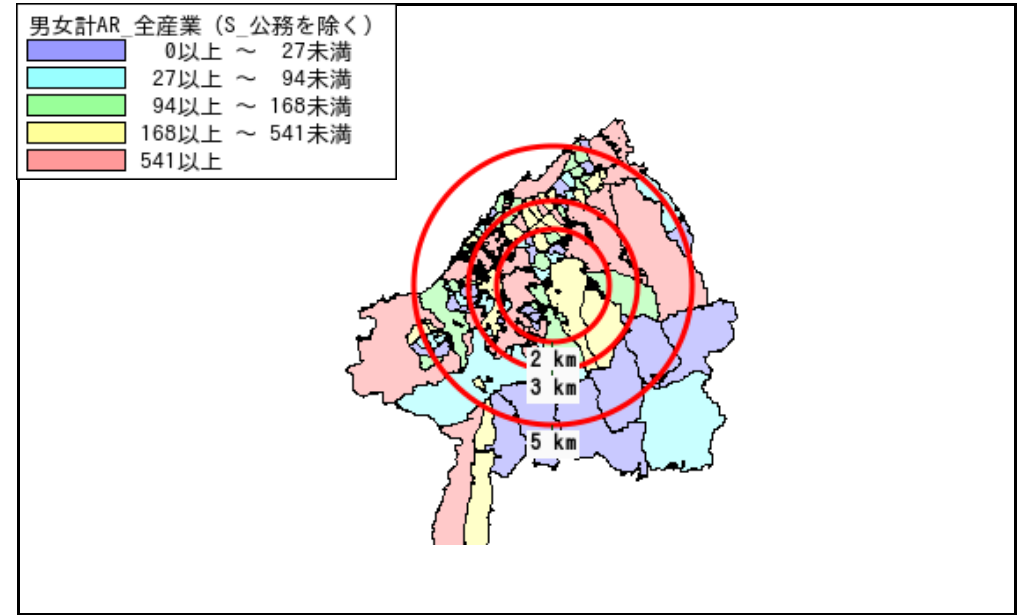 男女計AR_全産業（S_公務を除く）
0以上 ～ 27未満
27以上 ～ 94未満
94以上 ～ 168未満
168以上 ～ 541未満
541以上
2 km
3 km
5 km